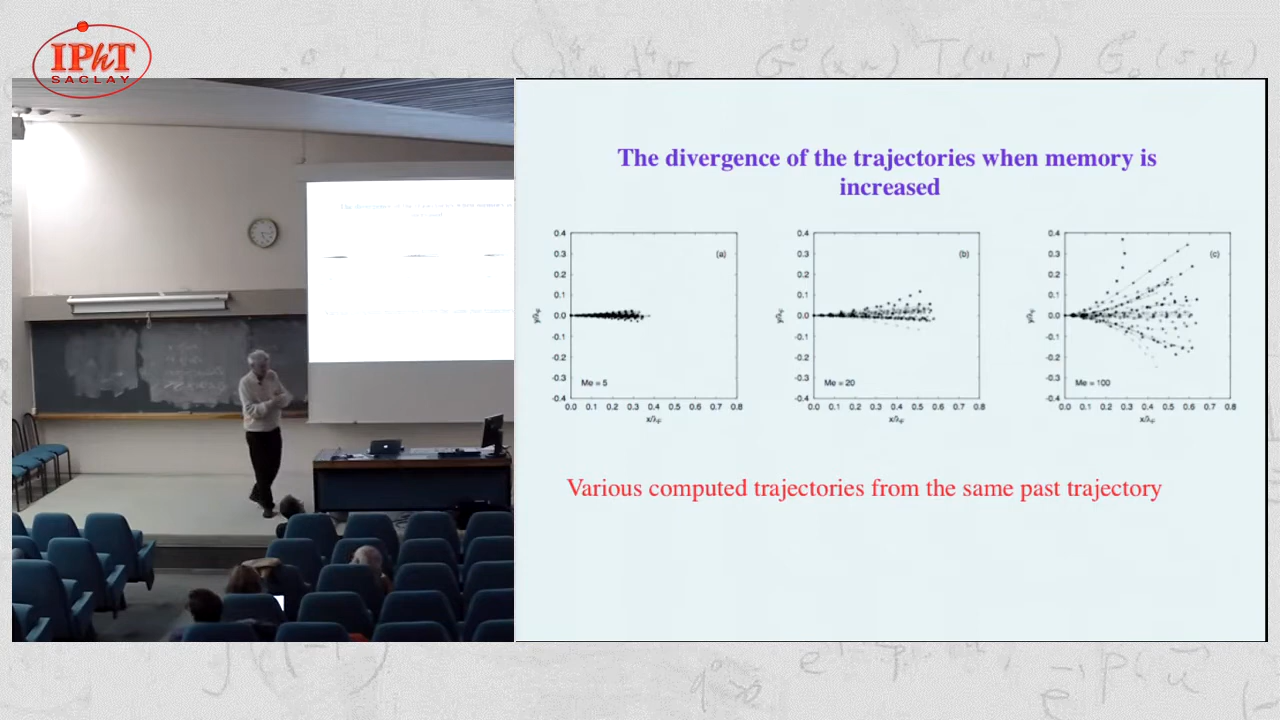 IPhT
SACLAY
The divergence of the trajectories when memory is
increased
0.4
0.3
0.2
0.1
0.0
-0.1
-0.2
-0.3
-0.4
y/λF
(a)
Me = 5
0.0 0.1 0.2 0.3 0.4 0.5 0.6 0.7 0.8
x/λF
0.4
0.3
0.2
0.1
0.0
-0.1
-0.2
-0.3
-0.4
y/λF
(b)
Me = 20
0.0 0.1 0.2 0.3 0.4 0.5 0.6 0.7 0.8
x/λF
0.4
0.3
0.2
0.1
0.0
-0.1
-0.2
-0.3
-0.4
y/λF
(c)
Me = 100
0.0 0.1 0.2 0.3 0.4 0.5 0.6 0.7 0.8
x/λF
Various computed trajectories from the same past trajectory